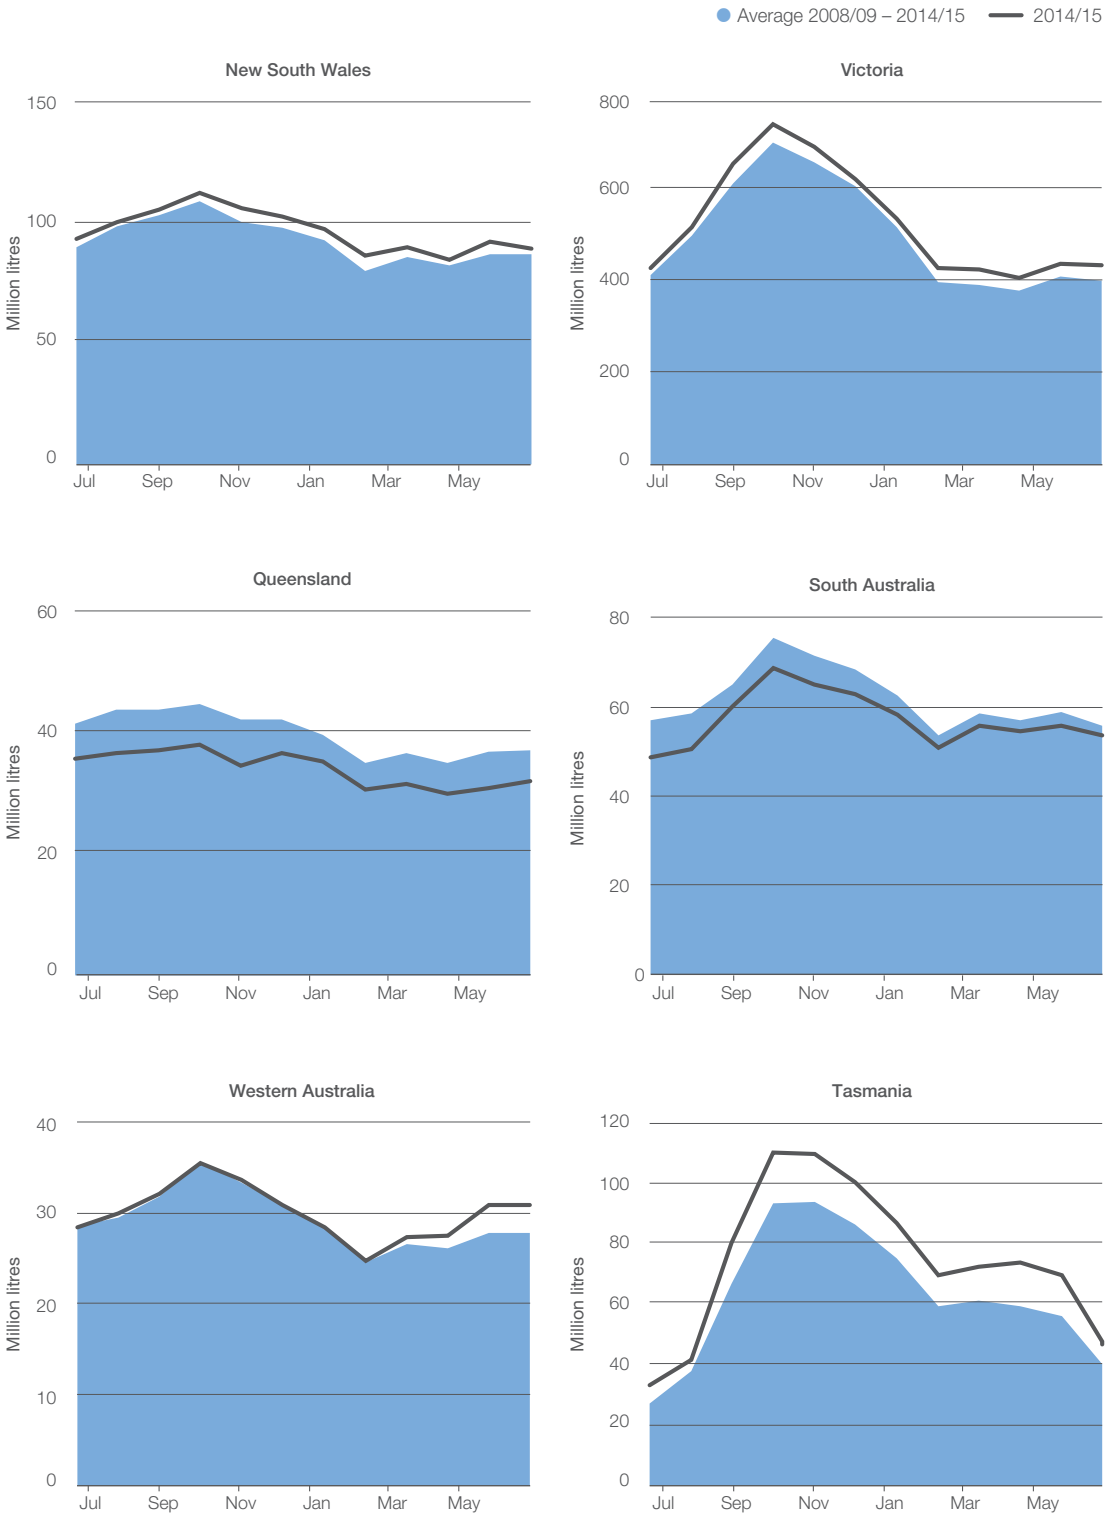 Average 2008/09 – 2014/15 2014/15
New South Wales
150
100
50
0
Million litres
Jul Sep Nov Jan Mar May
Victoria
800
600
400
200
0
Million litres
Jul Sep Nov Jan Mar May
Queensland
60
40
20
0
Million litres
Jul Sep Nov Jan Mar May
South Australia
80
60
40
20
0
Million litres
Jul Sep Nov Jan Mar May
Western Australia
40
30
20
10
0
Million litres
Jul Sep Nov Jan Mar May
Tasmania
120
100
80
60
40
20
0
Million litres
Jul Sep Nov Jan Mar May